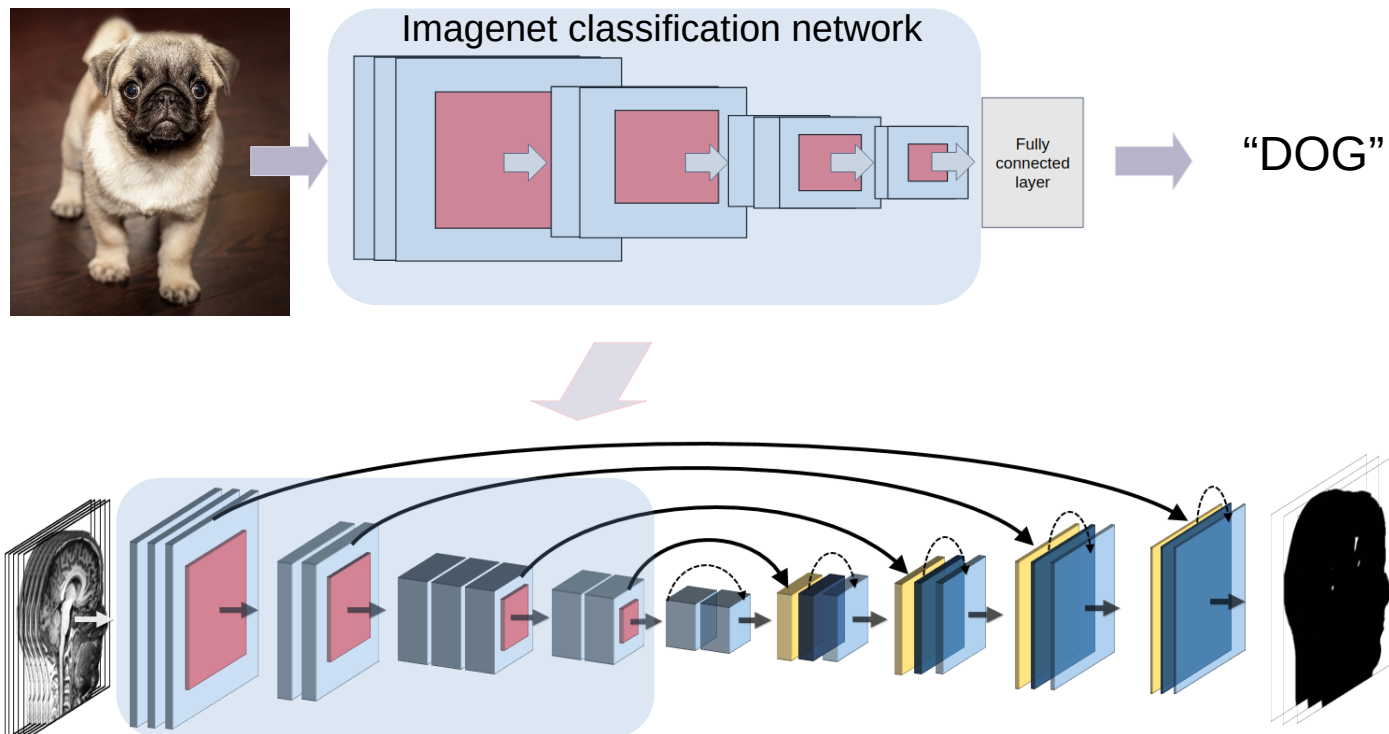 Imagenet classification network
Fully
connected
layer
“DOG”